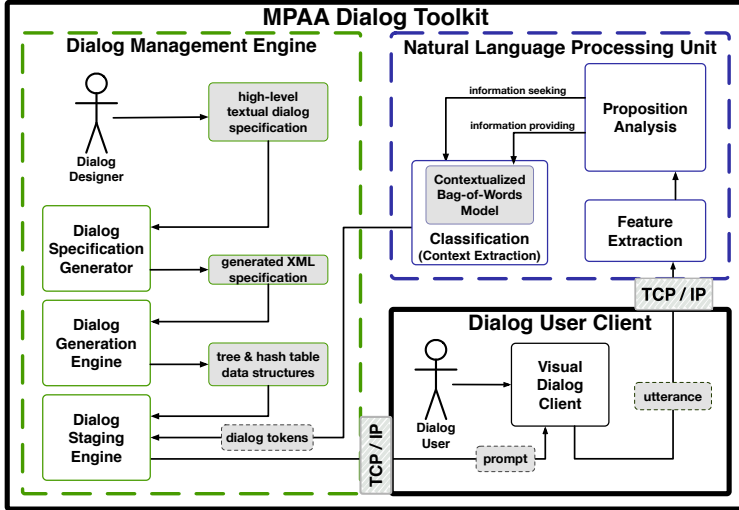 MPAA Dialog Toolkit
Dialog Management Engine
Dialog
Designer
high-level
textual dialog
specification
Dialog
Specification
Generator
generated XML
specification
Dialog
Generation
Engine
tree & hash table
data structures
Dialog
Staging
Engine
dialog tokens
Natural Language Processing Unit
information seeking
information providing
Proposition
Analysis
Contextualized
Bag-of-Words
Model
Classification
(Context Extraction)
Feature
Extraction
TCP / IP
Dialog User Client
Dialog
User
Visual
Dialog
Client
utterance
prompt
TCP / IP